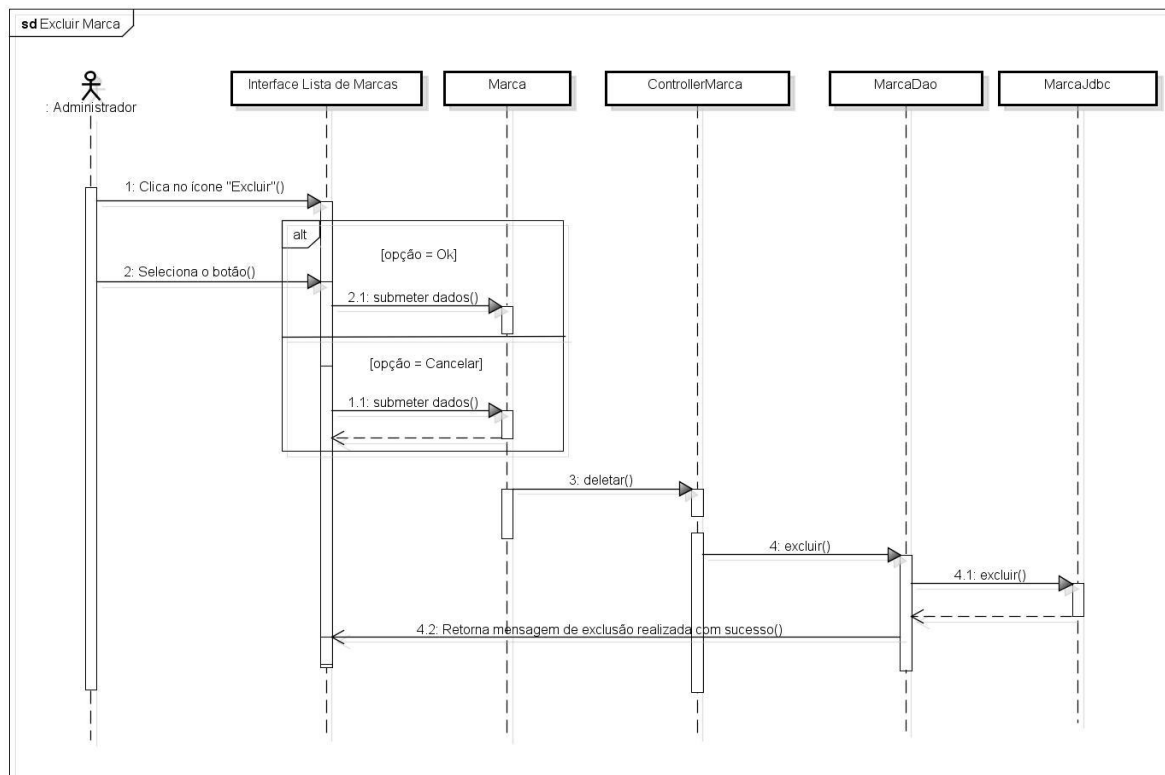 sd Excluir Marca
: Administrador
Interface Lista de Marcas
Marca
ControllerMarca
MarcaDao
MarcaJdbc
1: Clica no ícone "Excluir"()
alt
[opção = Ok]
2: Seleciona o botão()
2.1: submeter dados()
[opção = Cancelar]
1.1: submeter dados()
3: deletar()
4: excluir()
4.1: excluir()
4.2: Retorna mensagem de exclusão realizada com sucesso()